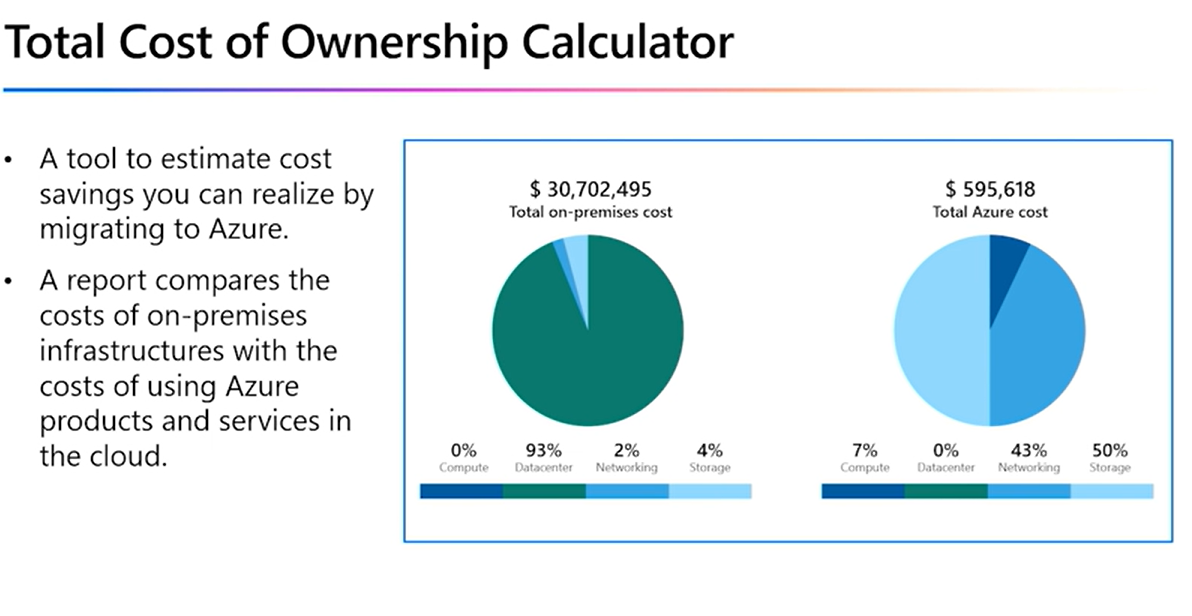 Total Cost of Ownership Calculator
• A tool to estimate cost
savings you can realize by
migrating to Azure.
• A report compares the
costs of on-premises
infrastructures with the
costs of using Azure
products and services in
the cloud.
$ 30,702,495
Total on-premises cost
0% 93% 2% 4%
Compute Datacenter Networking Storage
$ 595,618
Total Azure cost
7% 0% 43% 50%
Compute Datacenter Networking Storage